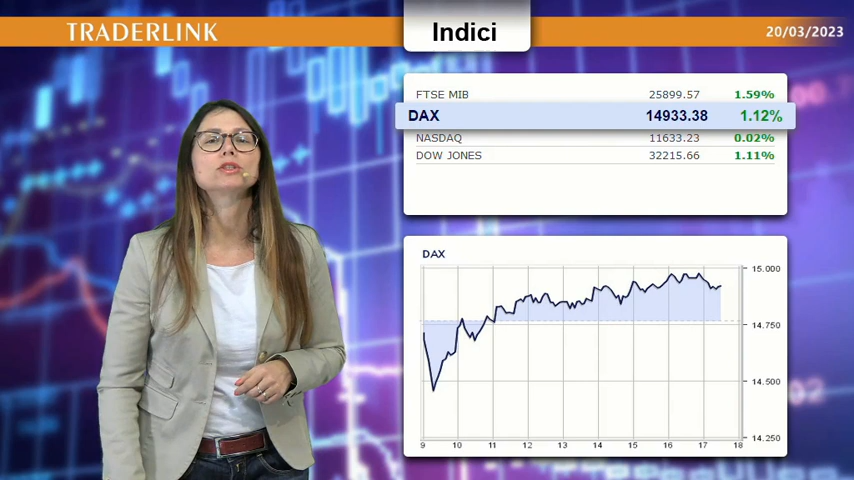 TRADERLINK
Indici
20/03/2023
FTSE MIB 25899.57 1.59%
DAX 14933.38 1.12%
NASDAQ 11633.23 0.02%
DOW JONES 32215.66 1.11%
DAX
15.000
14.750
14.500
14.250
9 10 11 12 13 14 15 16 17 18